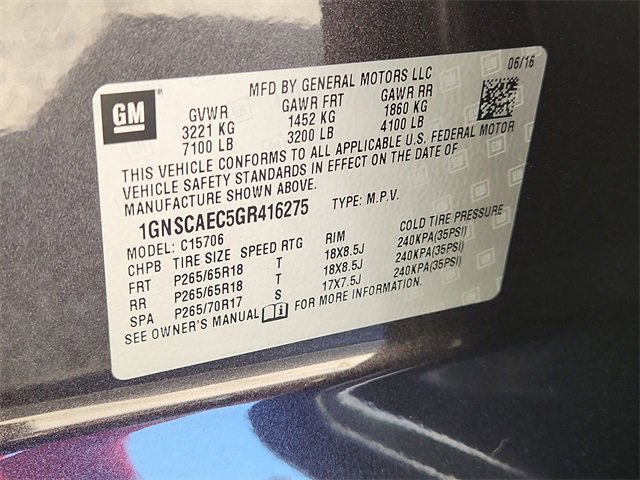 GM
MFD BY GENERAL MOTORS LLC
06/16
GVWR GAWR FRT GAWR RR
3221 KG 1452 KG 1860 KG
7100 LB 3200 LB 4100 LB
THIS VEHICLE CONFORMS TO ALL APPLICABLE U.S. FEDERAL MOTOR
VEHICLE SAFETY STANDARDS IN EFFECT ON THE DATE OF
MANUFACTURE SHOWN ABOVE.
1GNSCAEC5GR416275 TYPE: M.P.V.
MODEL: C15706
CHPB TIRE SIZE SPEED RTG RIM COLD TIRE PRESSURE
FRT P265/65R18 T 18X8.5J 240KPA(35PSI)
RR P265/65R18 T 18X8.5J 240KPA(35PSI)
SPA P265/70R17 S 17X7.5J 240KPA(35PSI)
SEE OWNER'S MANUAL i FOR MORE INFORMATION.